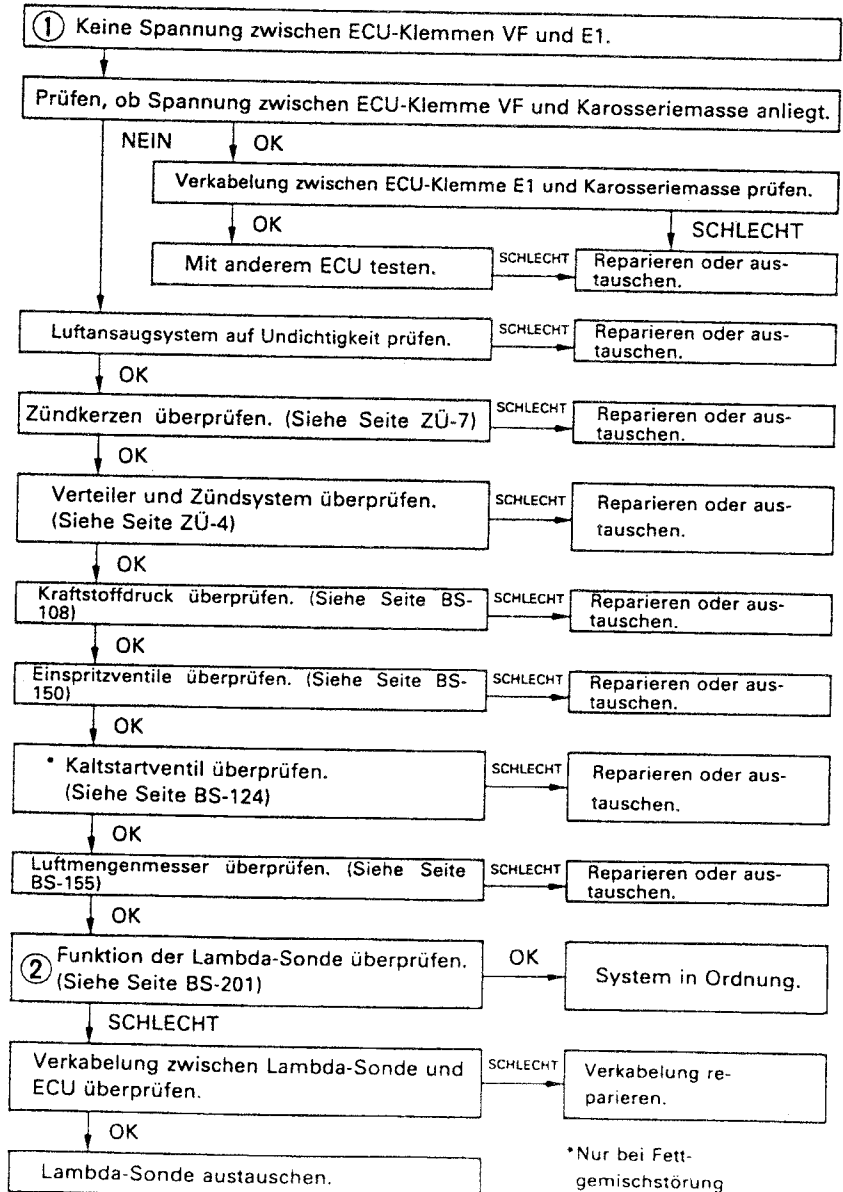 ① Keine Spannung zwischen ECU-Klemmen VF und E1.
Prüfen, ob Spannung zwischen ECU-Klemme VF und Karosseriemasse anliegt.
NEIN
OK
Verkabelung zwischen ECU-Klemme E1 und Karosseriemasse prüfen.
OK
SCHLECHT
Mit anderem ECU testen.
SCHLECHT
Reparieren oder aus-
tauschen.
Luftansaugsystem auf Undichtigkeit prüfen.
SCHLECHT
Reparieren oder aus-
tauschen.
OK
Zündkerzen überprüfen. (Siehe Seite ZÜ-7)
SCHLECHT
Reparieren oder aus-
tauschen.
OK
Verteiler und Zündsystem überprüfen.
(Siehe Seite ZÜ-4)
SCHLECHT
Reparieren oder aus-
tauschen.
OK
Kraftstoffdruck überprüfen. (Siehe Seite BS-
108)
SCHLECHT
Reparieren oder aus-
tauschen.
OK
Einspritzventile überprüfen. (Siehe Seite BS-
150)
SCHLECHT
Reparieren oder aus-
tauschen.
OK
* Kaltstartventil überprüfen.
(Siehe Seite BS-124)
SCHLECHT
Reparieren oder aus-
tauschen.
OK
Luftmengenmesser überprüfen. (Siehe Seite
BS-155)
SCHLECHT
Reparieren oder aus-
tauschen.
OK
② Funktion der Lambda-Sonde überprüfen.
(Siehe Seite BS-201)
OK
System in Ordnung.
SCHLECHT
Verkabelung zwischen Lambda-Sonde und
ECU überprüfen.
SCHLECHT
Verkabelung re-
parieren.
OK
Lambda-Sonde austauschen.
*Nur bei Fett-
gemischstörung